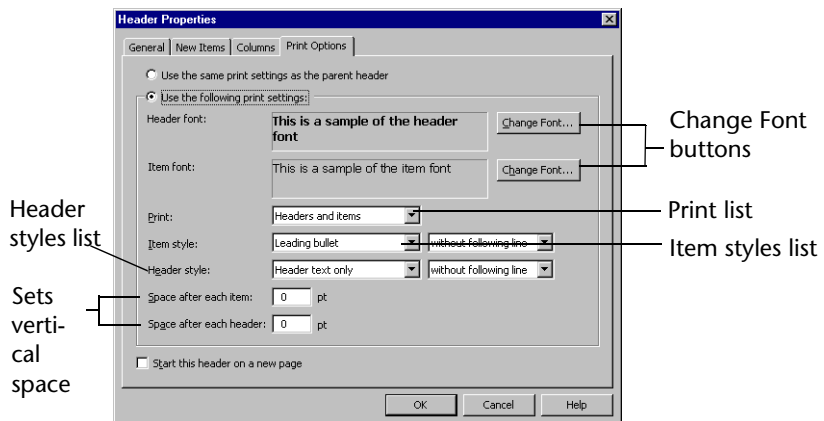 Header Properties
General New Items Columns Print Options
Use the same print settings as the parent header
Use the following print settings:
Header font:
This is a sample of the header
font
Change Font...
Item font:
This is a sample of the item font
Change Font...
Print:
Headers and items
Item style:
Leading bullet
without following line
Header style:
Header text only
without following line
Space after each item:
0 pt
Space after each header:
0 pt
Start this header on a new page
OK Cancel Help
Change Font
buttons
Print list
Item styles list
Header
styles list
Sets
verti-
cal
space